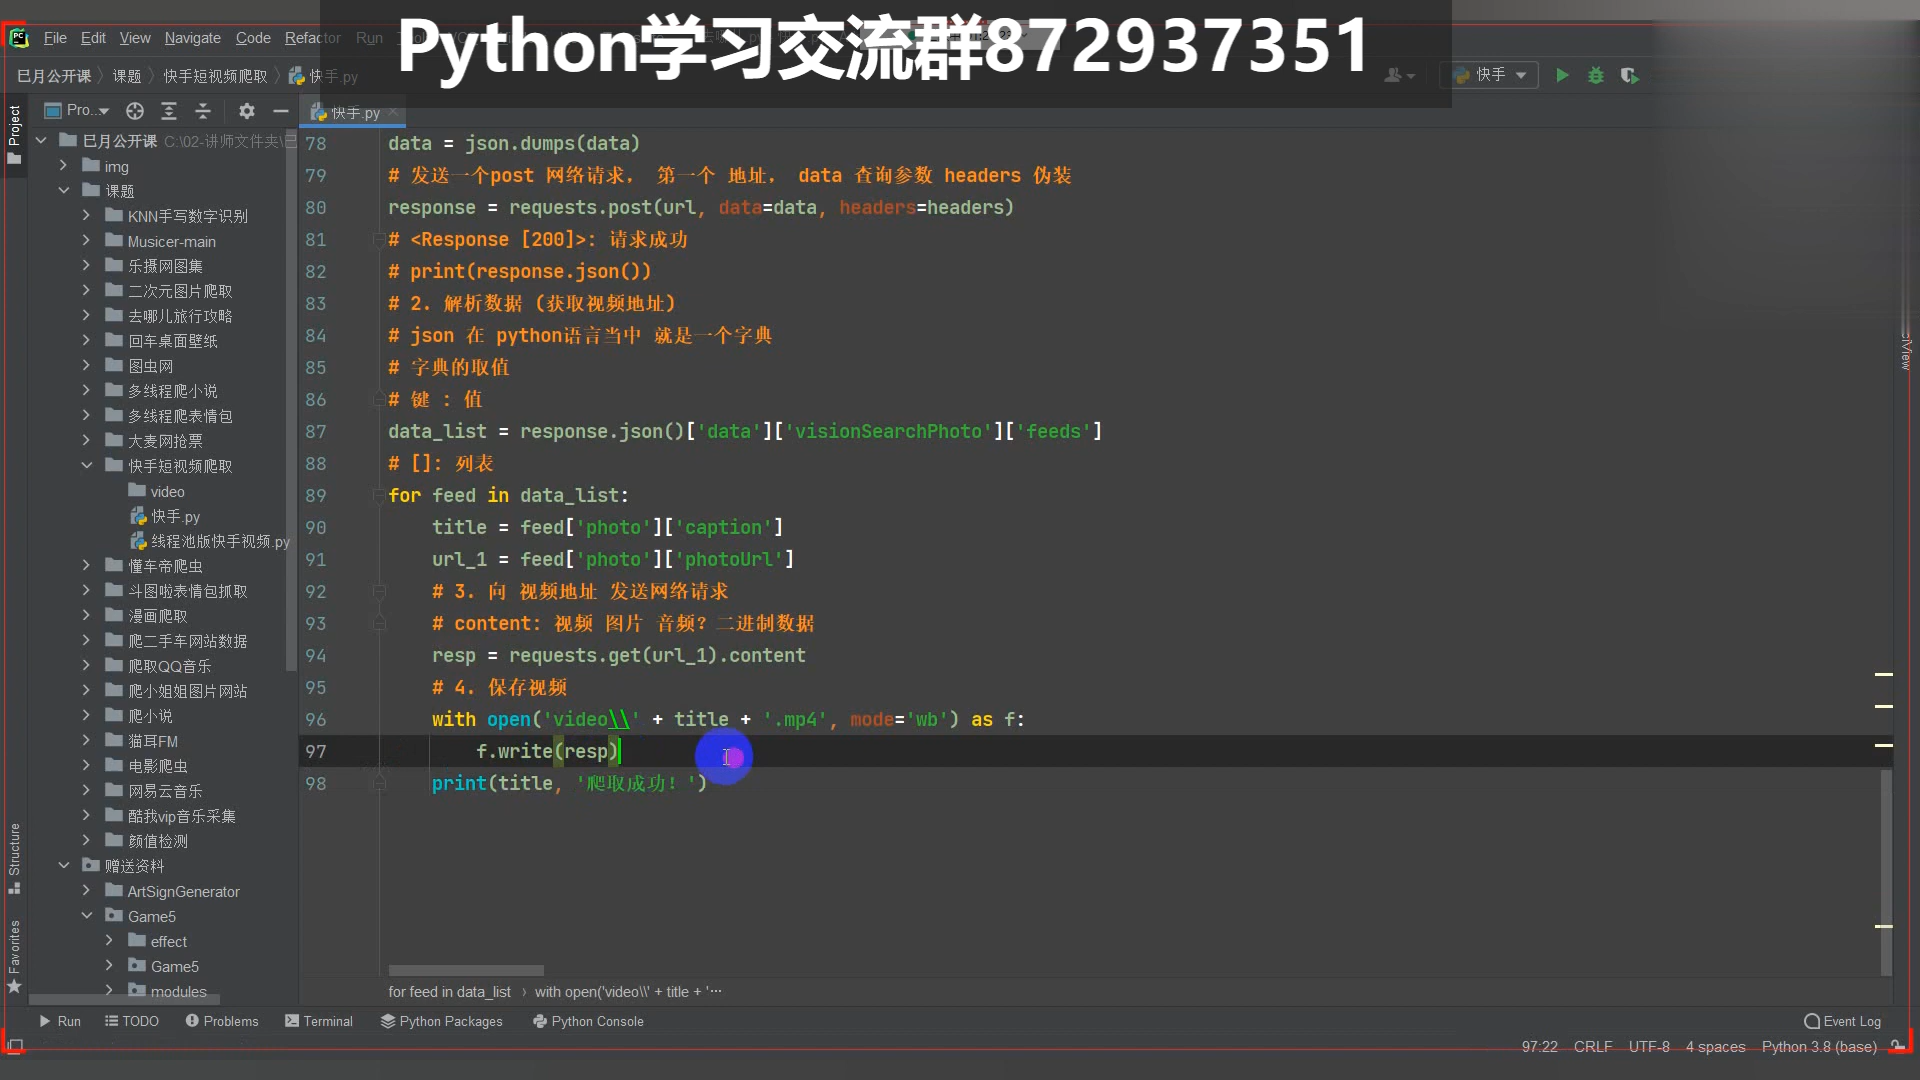 Python学习交流群872937351
File Edit View Navigate Code Refactor Run
巳月公开课 课题 快手短视频爬取 快手.py
快手
Pro...
快手.py
Project
巳月公开课 C:\02-讲师文件夹\巳
img
课题
KNN手写数字识别
Musicer-main
乐摄网图集
二次元图片爬取
去哪儿旅行攻略
回车桌面壁纸
图虫网
多线程爬小说
多线程爬表情包
大麦网抢票
快手短视频爬取
video
快手.py
线程池版快手视频.py
懂车帝爬虫
斗图啦表情包抓取
漫画爬取
爬二手车网站数据
爬取QQ音乐
爬小姐姐图片网站
爬小说
猫耳FM
电影爬虫
网易云音乐
酷我vip音乐采集
颜值检测
赠送资料
ArtSignGenerator
Game5
effect
Game5
modules
Structure
Favorites
78 data = json.dumps(data)
79 # 发送一个post 网络请求， 第一个 地址， data 查询参数 headers 伪装
80 response = requests.post(url, data=data, headers=headers)
81 # <Response [200]>: 请求成功
82 # print(response.json())
83 # 2. 解析数据 (获取视频地址)
84 # json 在 python语言当中 就是一个字典
85 # 字典的取值
86 # 键 : 值
87 data_list = response.json()['data']['visionSearchPhoto']['feeds']
88 # []: 列表
89 for feed in data_list:
90 title = feed['photo']['caption']
91 url_1 = feed['photo']['photoUrl']
92 # 3. 向 视频地址 发送网络请求
93 # content: 视频 图片 音频? 二进制数据
94 resp = requests.get(url_1).content
95 # 4. 保存视频
96 with open('video\\' + title + '.mp4', mode='wb') as f:
97 f.write(resp)
98 print(title, '爬取成功! ')
for feed in data_list › with open('video\\' + title + '···
Run TODO Problems Terminal Python Packages Python Console Event Log
97:22 CRLF UTF-8 4 spaces Python 3.8 (base)